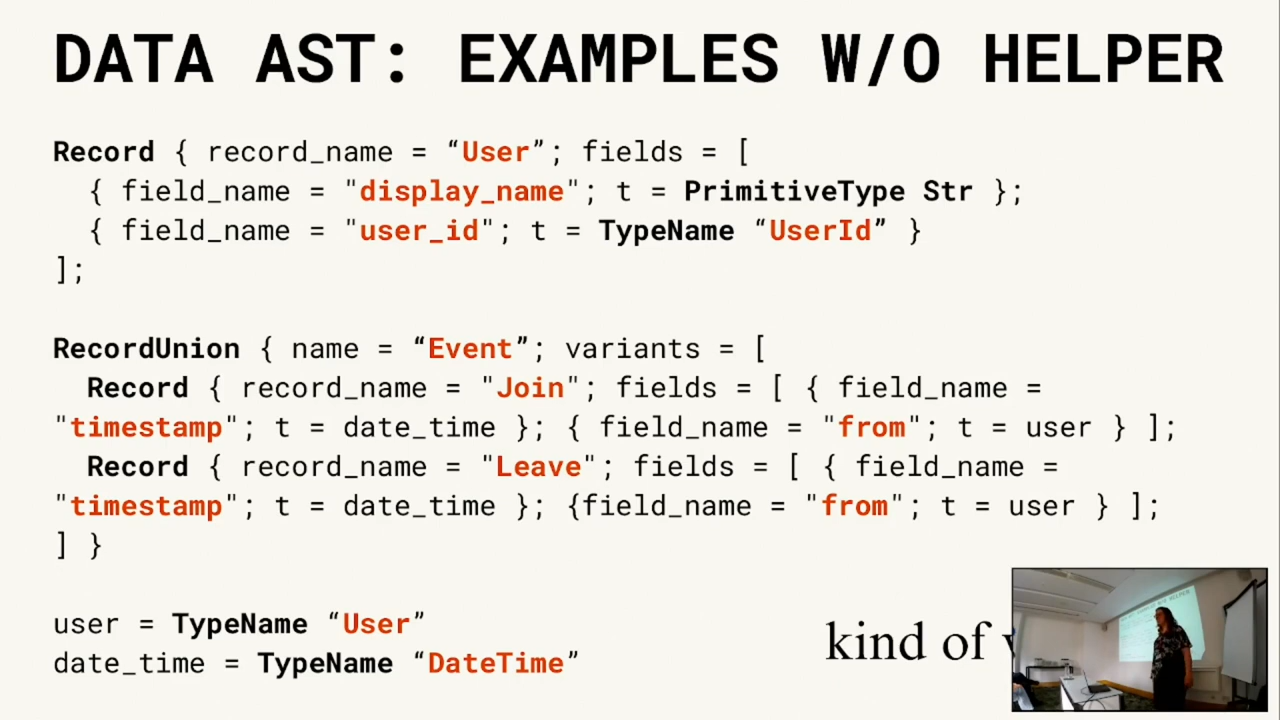 DATA AST: EXAMPLES W/O HELPER
Record { record_name = “User”; fields = [
{ field_name = "display_name"; t = PrimitiveType Str };
{ field_name = "user_id"; t = TypeName “UserId” }
];
RecordUnion { name = “Event”; variants = [
Record { record_name = "Join"; fields = [ { field_name =
"timestamp"; t = date_time }; { field_name = "from"; t = user } ];
Record { record_name = "Leave"; fields = [ { field_name =
"timestamp"; t = date_time }; {field_name = "from"; t = user } ];
] }
user = TypeName “User”
date_time = TypeName “DateTime”
kind of